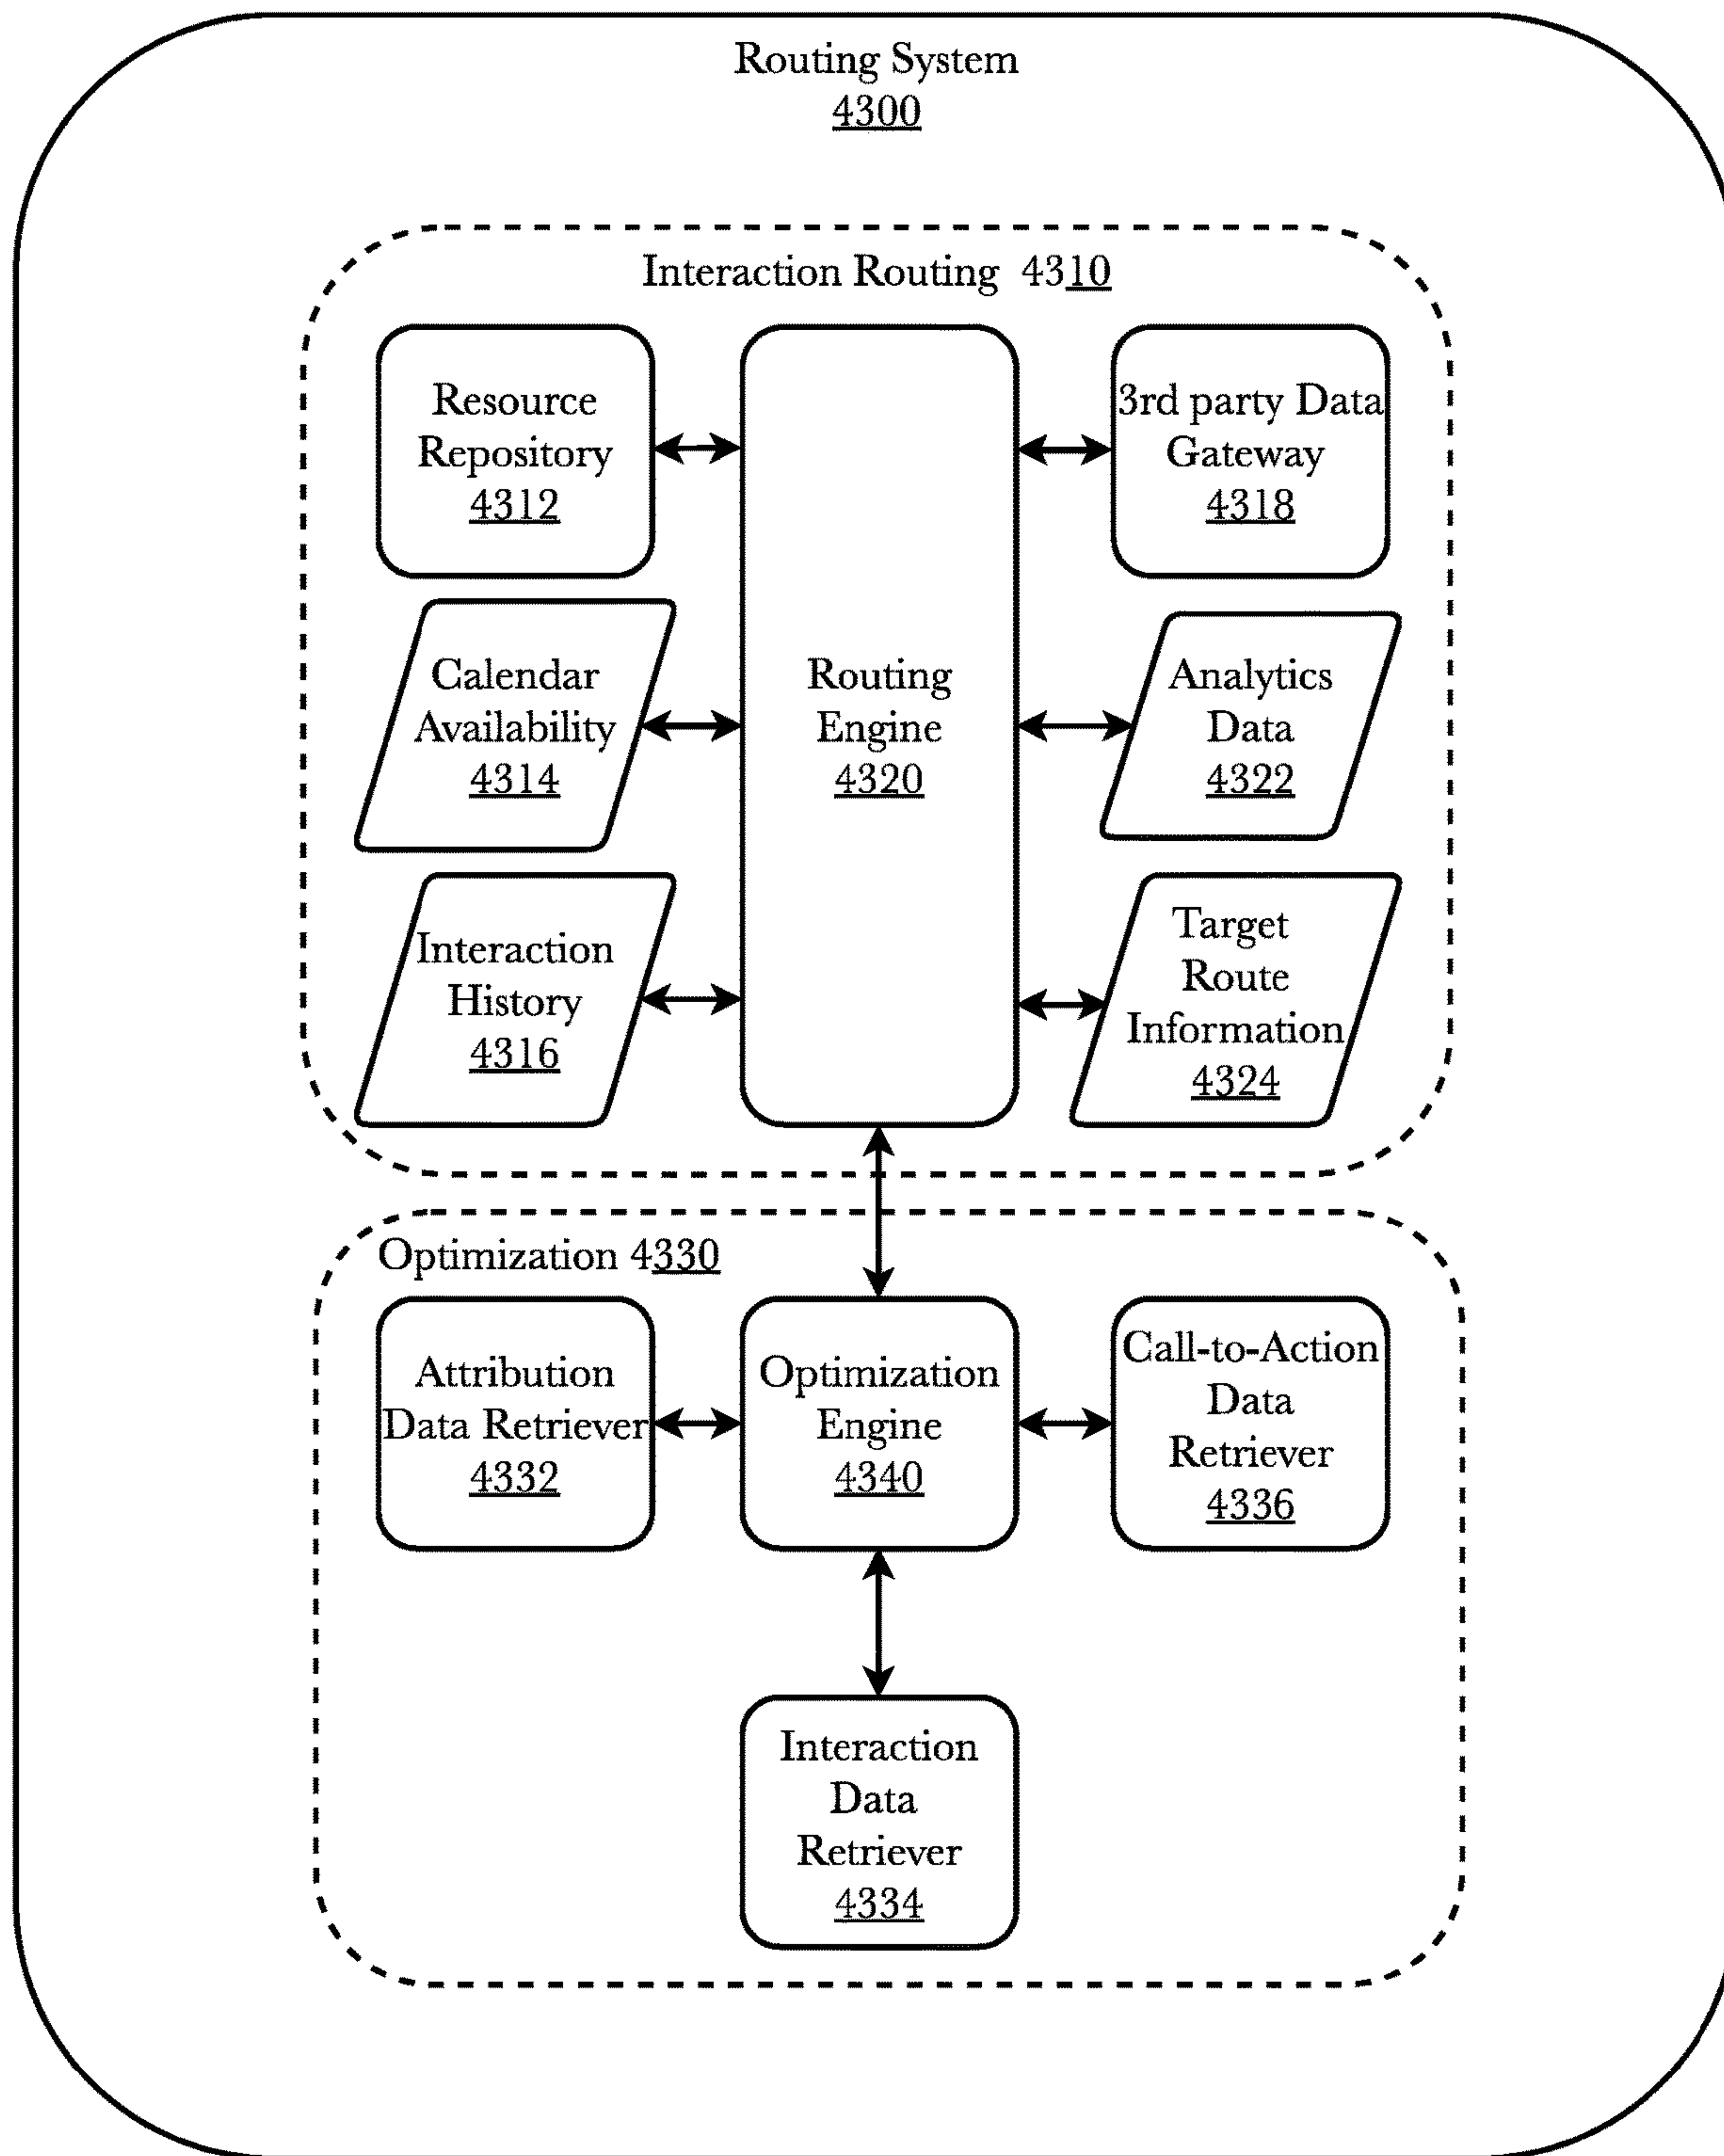 Routing System
4300
Interaction Routing 4310
Resource
Repository
4312
Routing
Engine
4320
3rd party Data
Gateway
4318
Calendar
Availability
4314
Analytics
Data
4322
Interaction
History
4316
Target
Route
Information
4324
Optimization 4330
Attribution
Data Retriever
4332
Optimization
Engine
4340
Call-to-Action
Data
Retriever
4336
Interaction
Data
Retriever
4334